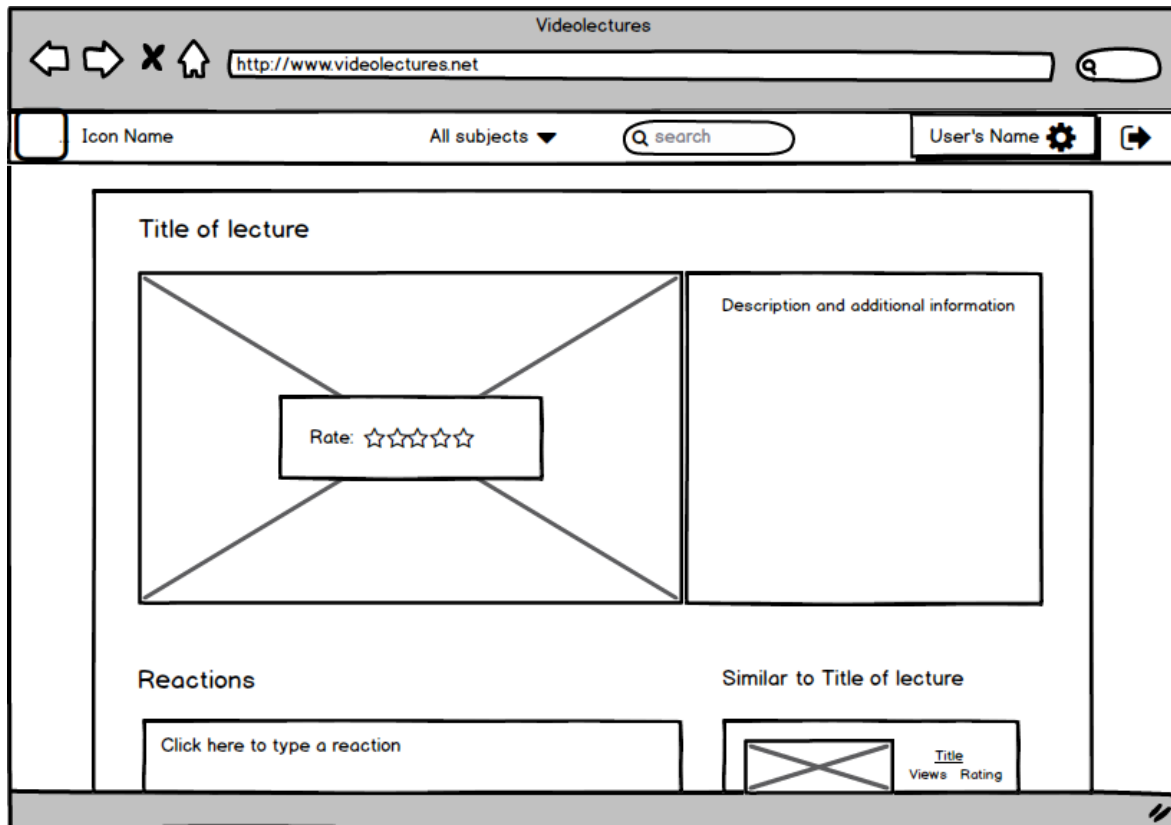 Videolectures
http://www.videolectures.net
Icon Name
All subjects
search
User's Name
Title of lecture
Rate:
Description and additional information
Reactions
Similar to Title of lecture
Click here to type a reaction
Title
Views Rating